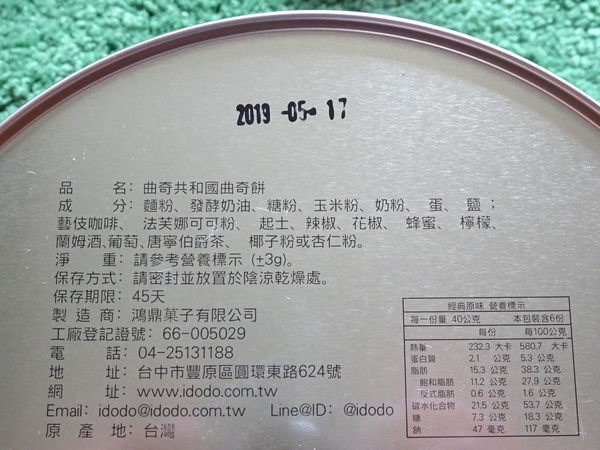 2019 -05- 17
品 名: 曲奇共和國曲奇餅
成 分: 麵粉、發酵奶油、糖粉、玉米粉、奶粉、 蛋、 鹽；
藝伎咖啡、 法芙娜可可粉 、 起士、辣椒、花椒、 蜂蜜、 檸檬、
蘭姆酒、葡萄、唐寧伯爵茶、 椰子粉或杏仁粉。
淨 重: 請參考營養標示 (±3g)。
保存方式: 請密封並放置於陰涼乾燥處。
保存期限: 45天
製 造 商: 鴻鼎菓子有限公司
工廠登記證號: 66-005029
電 話: 04-25131188
地 址: 台中市豐原區圓環東路624號
網 址: www.idodo.com.tw
Email: idodo@idodo.com.tw Line@ID: @idodo
原 產 地: 台灣
經典原味 營養標示
每一份量 40公克 本包裝含6份
每份 每100公克
熱量 232.3 大卡 580.7 大卡
蛋白質 2.1 公克 5.3 公克
脂肪 15.3 公克 38.3 公克
飽和脂肪 11.2 公克 27.9 公克
反式脂肪 0.6 公克 1.6 公克
碳水化合物 21.5 公克 53.7 公克
糖 7.3 公克 18.3 公克
鈉 47 毫克 117 毫克